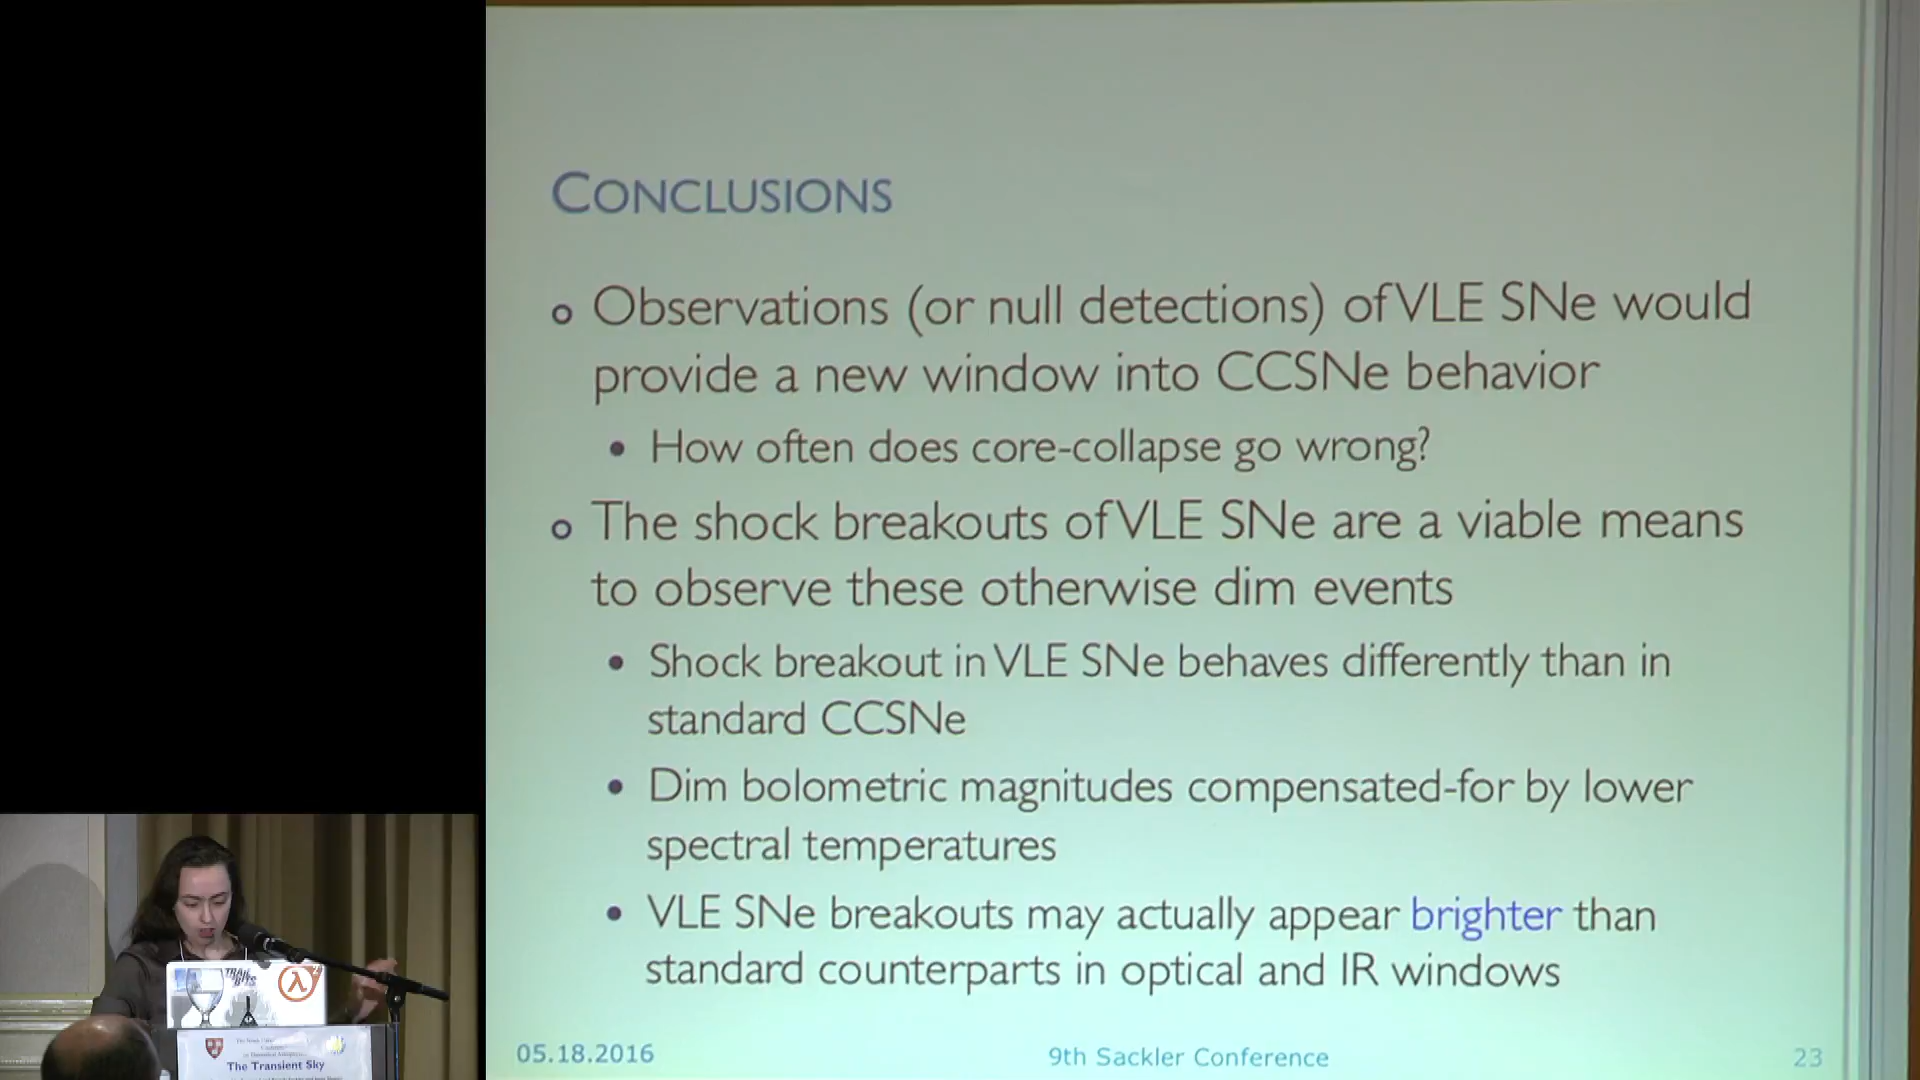 CONCLUSIONS
Observations (or null detections) of VLE SNe would
provide a new window into CCSNe behavior
How often does core-collapse go wrong?
The shock breakouts of VLE SNe are a viable means
to observe these otherwise dim events
Shock breakout in VLE SNe behaves differently than in
standard CCSNe
Dim bolometric magnitudes compensated-for by lower
spectral temperatures
VLE SNe breakouts may actually appear brighter than
standard counterparts in optical and IR windows
05.18.2016
9th Sackler Conference
23
λ
The Transient Sky